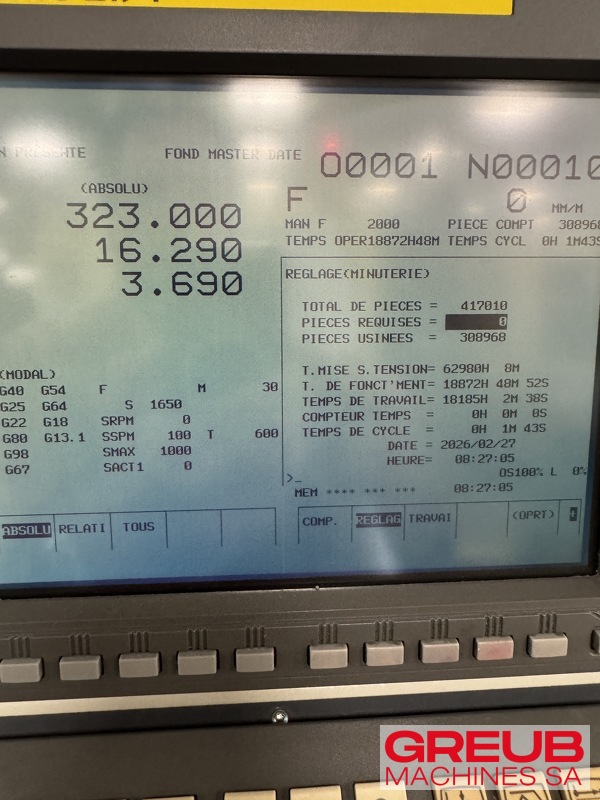 PRESENTE FOND MASTER DATE O0001 N00010
(ABSOLU)
323.000
16.290
3.690
F 0 MM/M
MAN F 2000 PIECE COMPT 308968
TEMPS OPER18872H48M TEMPS CYCL 0H 1M43S
REGLAGE(MINUTERIE)
TOTAL DE PIECES = 417010
PIECES REQUISES = 0
PIECES USINEES = 308968
T.MISE S.TENSION= 62980H 8M
T. DE FONCT'MENT= 18872H 48M 52S
TEMPS DE TRAVAIL= 18185H 2M 38S
COMPTEUR TEMPS = 0H 0M 0S
TEMPS DE CYCLE = 0H 1M 43S
DATE = 2026/02/27
HEURE= 08:27:05
OS100% L 0%
>_
MEM **** *** *** 08:27:05
(MODAL)
G40 G54 F M 30
G25 G64 S 1650
G22 G18 SRPM 0
G80 G13.1 SSPM 100 T 600
G98 SMAX 1000
G67 SACT1 0
ABSOLU RELATI TOUS
COMP. REGLAG TRAVAI (OPRT) +
GREUB
MACHINES SA